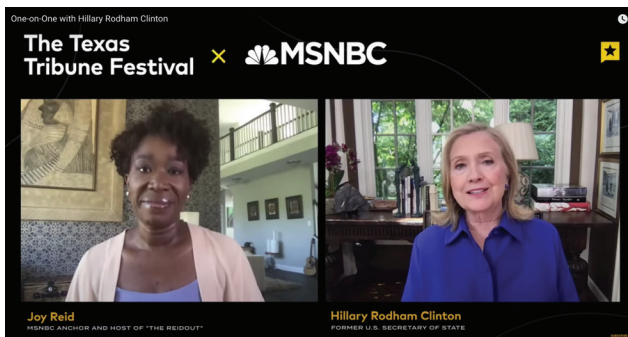 One-on-One with Hillary Rodham Clinton
The Texas
Tribune Festival × MSNBC
Joy Reid
MSNBC ANCHOR AND HOST OF "THE REIDOUT"
Hillary Rodham Clinton
FORMER U.S. SECRETARY OF STATE
SUBSCRIBE